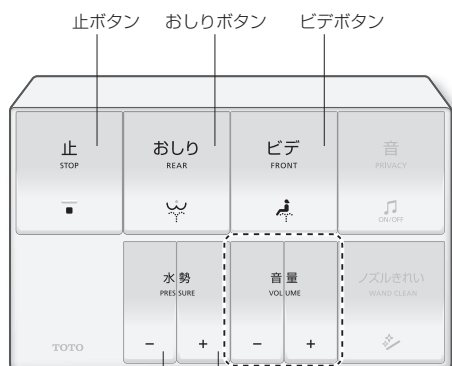 止ボタン おしりボタン ビデボタン
止 おしり ビデ 音
STOP REAR FRONT PRIVACY
ON/OFF
水勢 音量 ノズルきれい
PRESSURE VOLUME WAND CLEAN
- + - +
TOTO